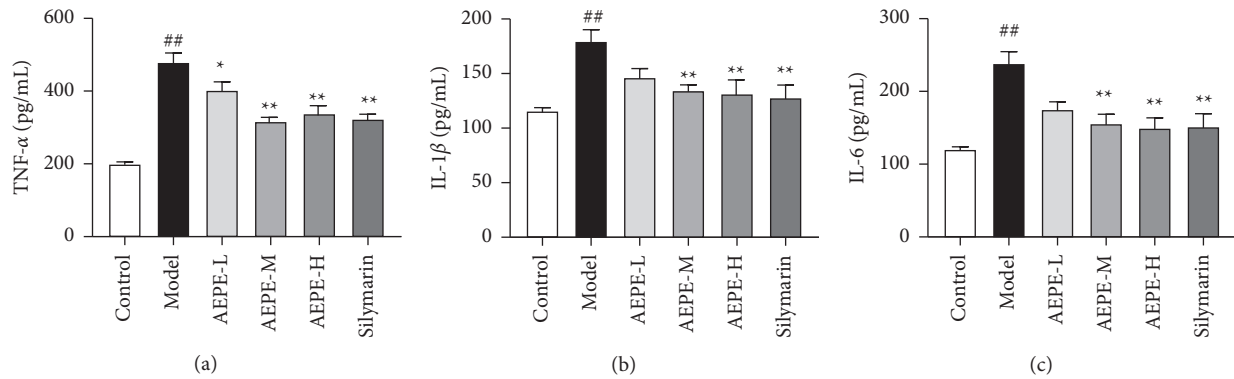 TNF-α (pg/mL)
600
400
200
0
##
*
**
**
**
Control
Model
AEPE-L
AEPE-M
AEPE-H
Silymarin
(a)
IL-1β (pg/mL)
200
150
100
50
0
##
**
**
**
Control
Model
AEPE-L
AEPE-M
AEPE-H
Silymarin
(b)
IL-6 (pg/mL)
300
200
100
0
##
**
**
**
Control
Model
AEPE-L
AEPE-M
AEPE-H
Silymarin
(c)